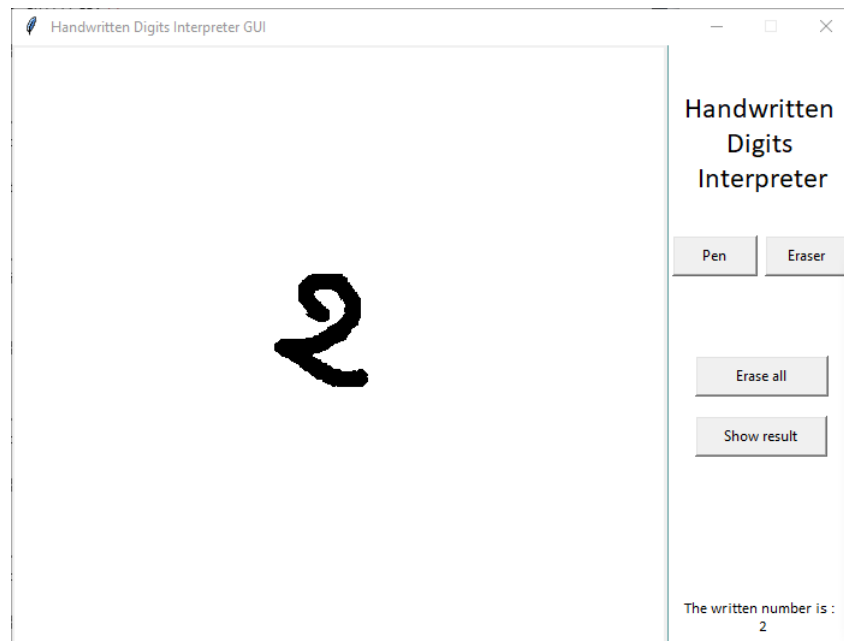 Handwritten Digits Interpreter GUI
Handwritten
Digits
Interpreter
Pen Eraser
2
Erase all
Show result
The written number is :
2